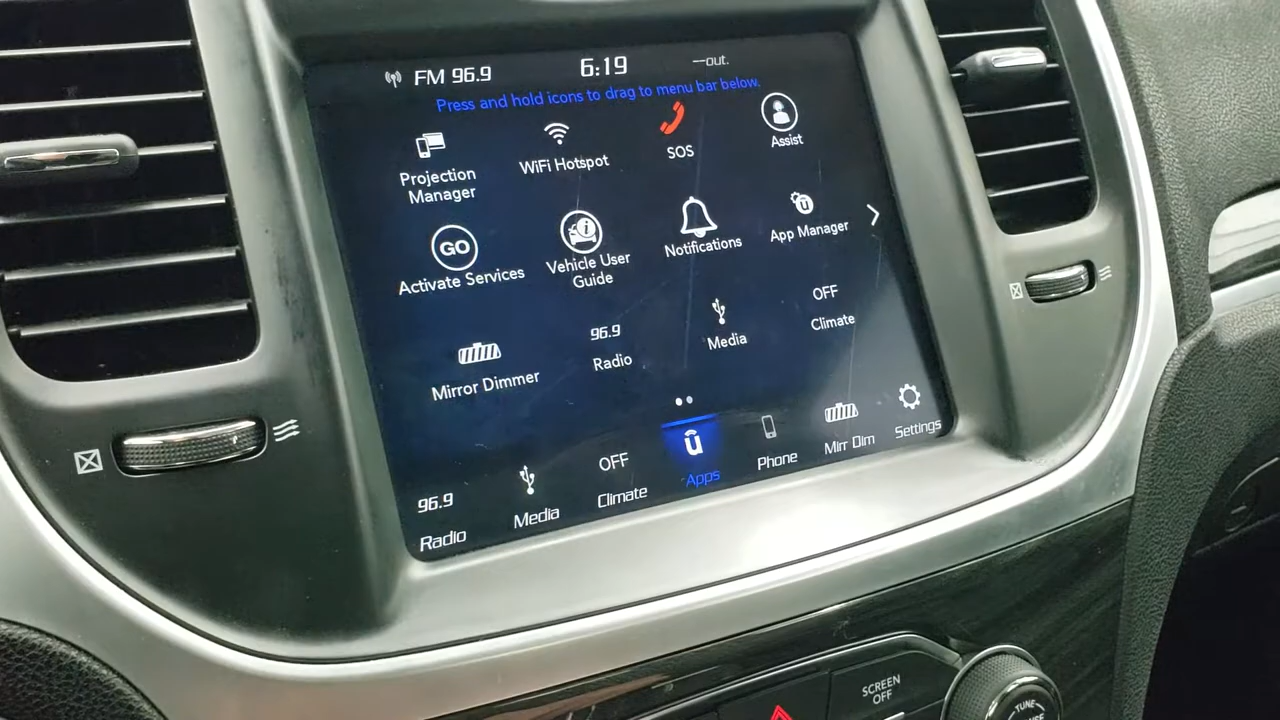 FM 96.9
6:19
--out.
Press and hold icons to drag to menu bar below.
Projection
Manager
WiFi Hotspot
SOS
Assist
GO
Activate Services
Vehicle User
Guide
Notifications
App Manager
Mirror Dimmer
96.9
Radio
Media
OFF
Climate
96.9
Radio
Media
OFF
Climate
Apps
Phone
Mirr Dim
Settings
SCREEN
OFF
TUNE